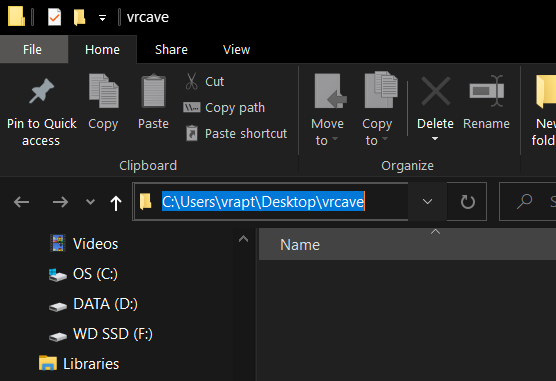 vrcave
File Home Share View
Pin to Quick access
Copy
Paste
Cut
Copy path
Paste shortcut
Move to
Copy to
Delete
Rename
New
Clipboard
Organize
C:\Users\vrapt\Desktop\vrcave
Videos
Name
OS (C:)
DATA (D:)
WD SSD (F:)
Libraries